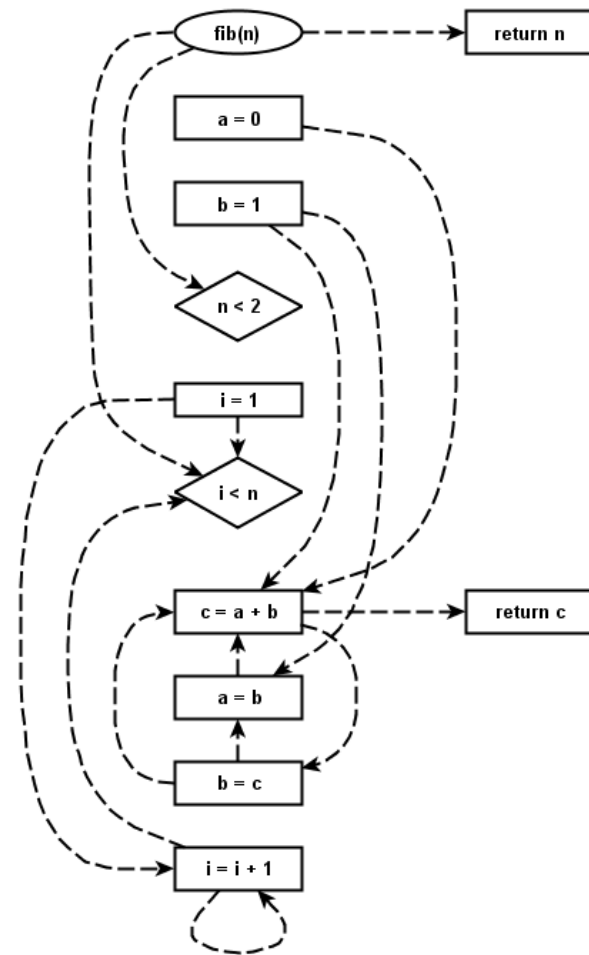 fib(n)
return n
a = 0
b = 1
n < 2
i = 1
i < n
c = a + b
return c
a = b
b = c
i = i + 1